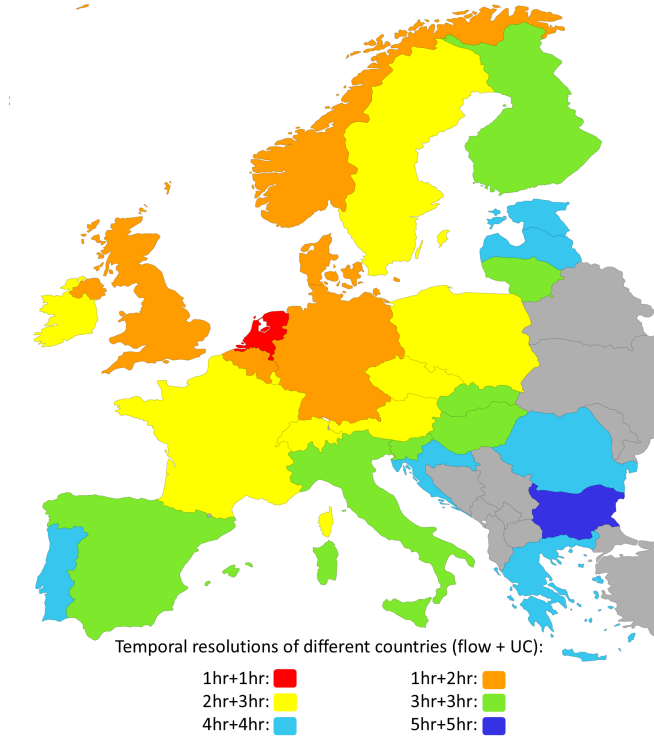 Temporal resolutions of different countries (flow + UC):
1hr+1hr: 1hr+2hr:
2hr+3hr: 3hr+3hr:
4hr+4hr: 5hr+5hr: